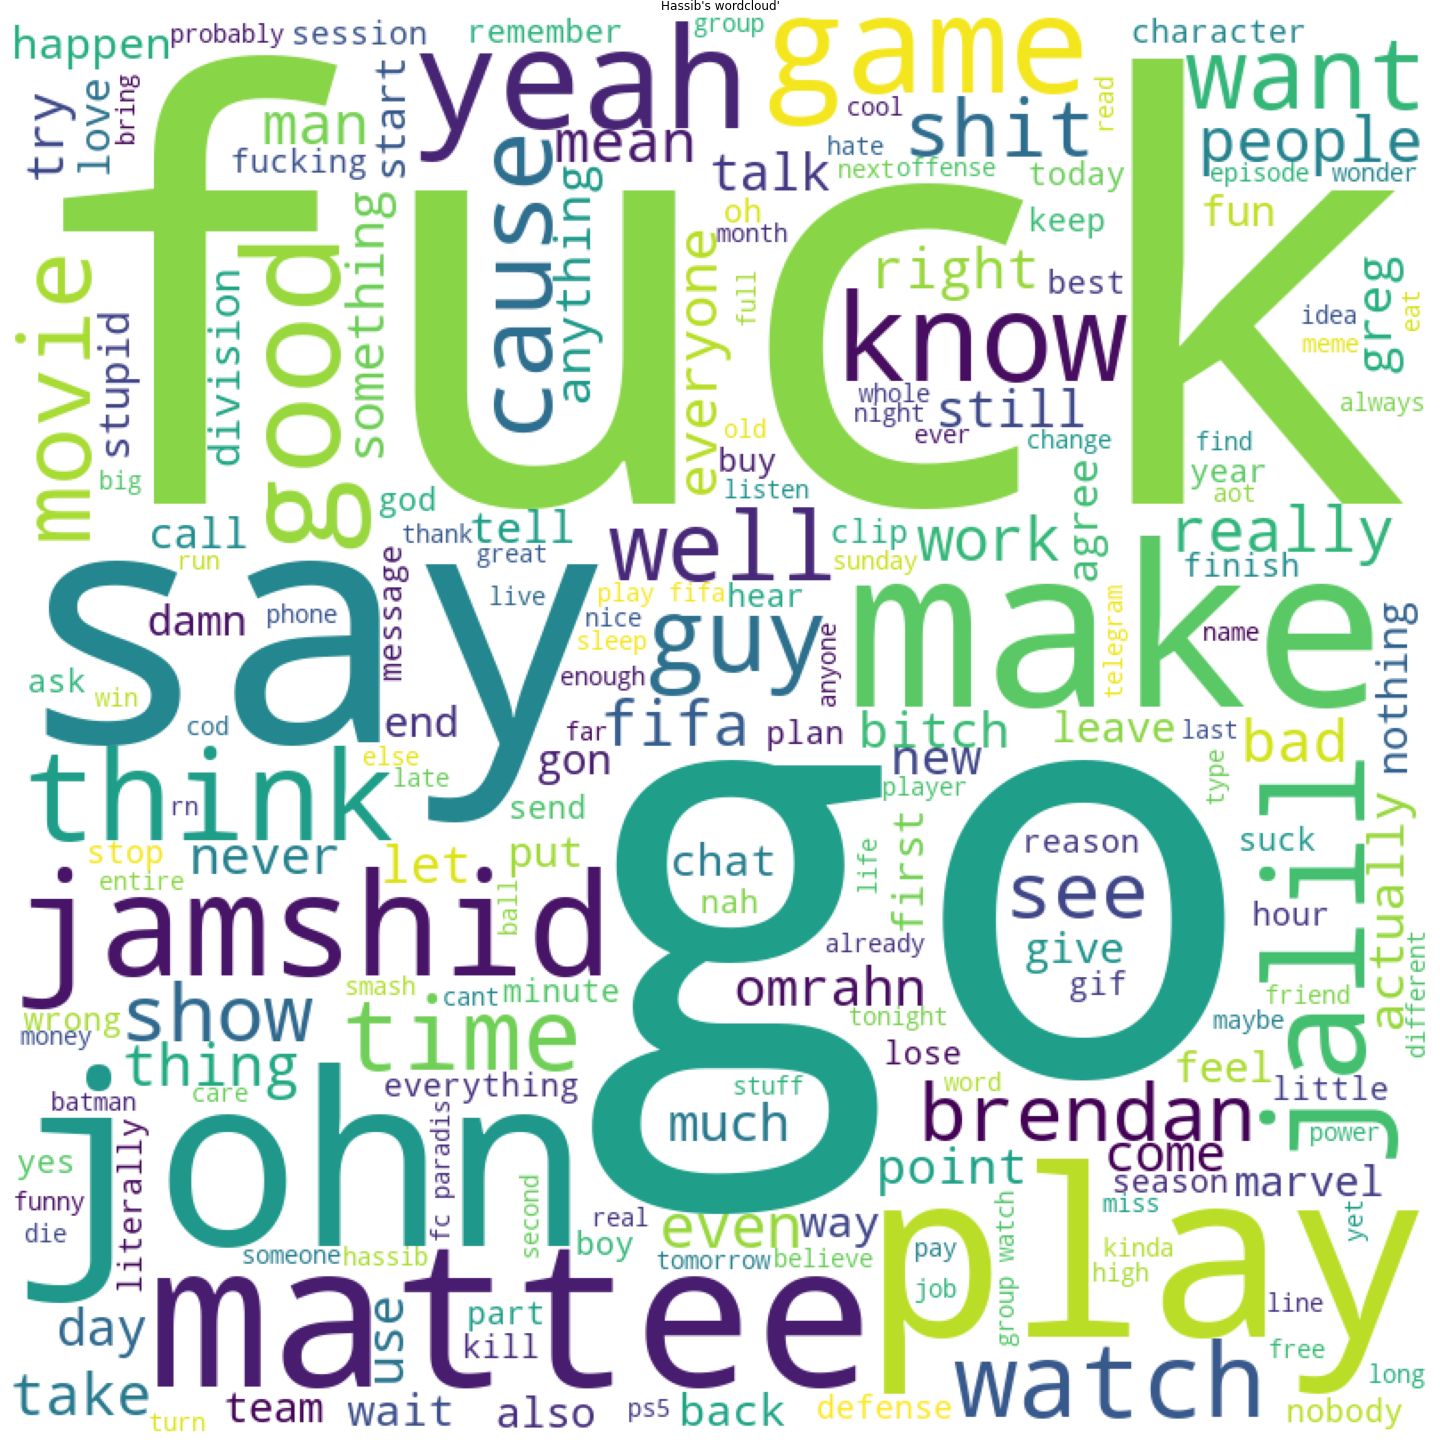 Hassib's wordcloud'
happen probably session remember group game character
yeah want
try love bring man start cool read shit people
fucking mean hate
cause talk next offense today episode wonder
fuck
anything oh month keep fun
movie good something everyone full right best greg eat
stupid division know idea meme
whole night still always
old ever change find
big god buy listen agree year aot
call thank tell well clip work really
run great sunday finish
say message live play fifa hear make
damn phone nice guy telegram name nothing
sleep
ask win enough anyone
cod end far fifa plan bitch leave last bad
think else late gon new
rn send player type
go
stop never let put chat first reason suck
entire life see jalill actually
jamshid ball nah hour
already give
smash cant minute omrahn gif friend different
wrong show time tonight maybe
money lose
thing everything stuff word feel little
batman care much brendan power
john
literally fc paradis come
yes point season marvel
funny second real even way play miss yet
die boy group watch
someone hassib tomorrow believe pay kinda
high
mattee job
day use part line
kill watch free
take long
turn team wait also ps5 back defense nobody